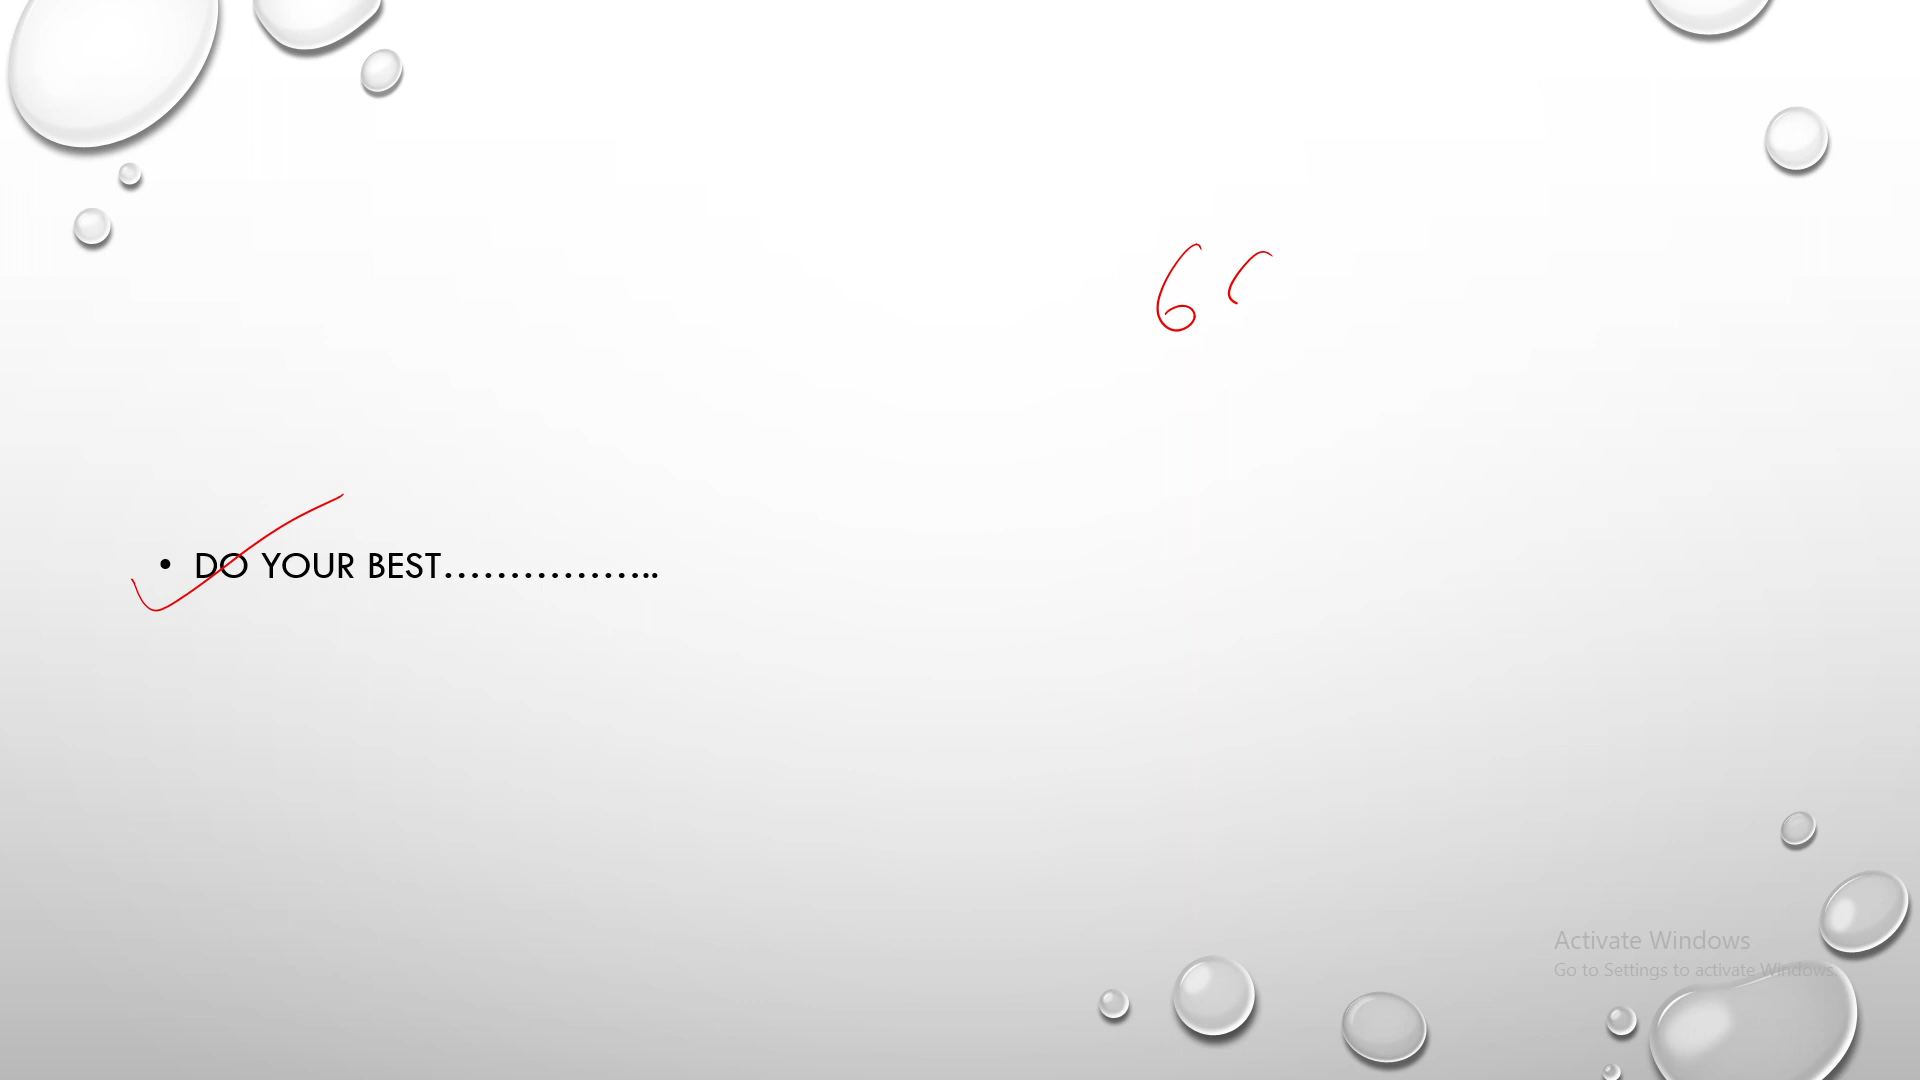 6
• DO YOUR BEST……………..
Activate Windows
Go to Settings to activate Windows.